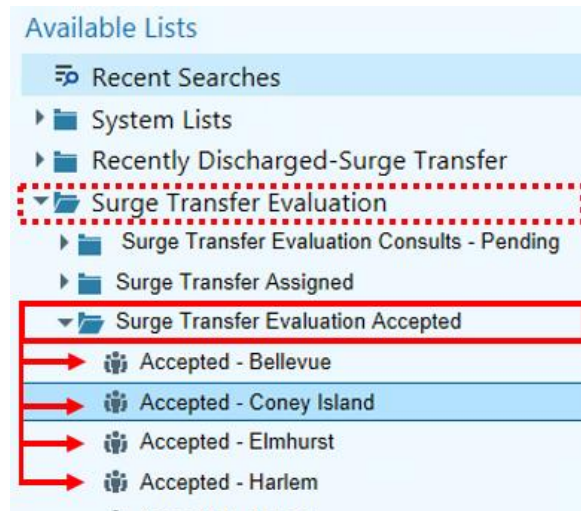 Available Lists
Recent Searches
System Lists
Recently Discharged-Surge Transfer
Surge Transfer Evaluation
Surge Transfer Evaluation Consults - Pending
Surge Transfer Assigned
Surge Transfer Evaluation Accepted
Accepted - Bellevue
Accepted - Coney Island
Accepted - Elmhurst
Accepted - Harlem